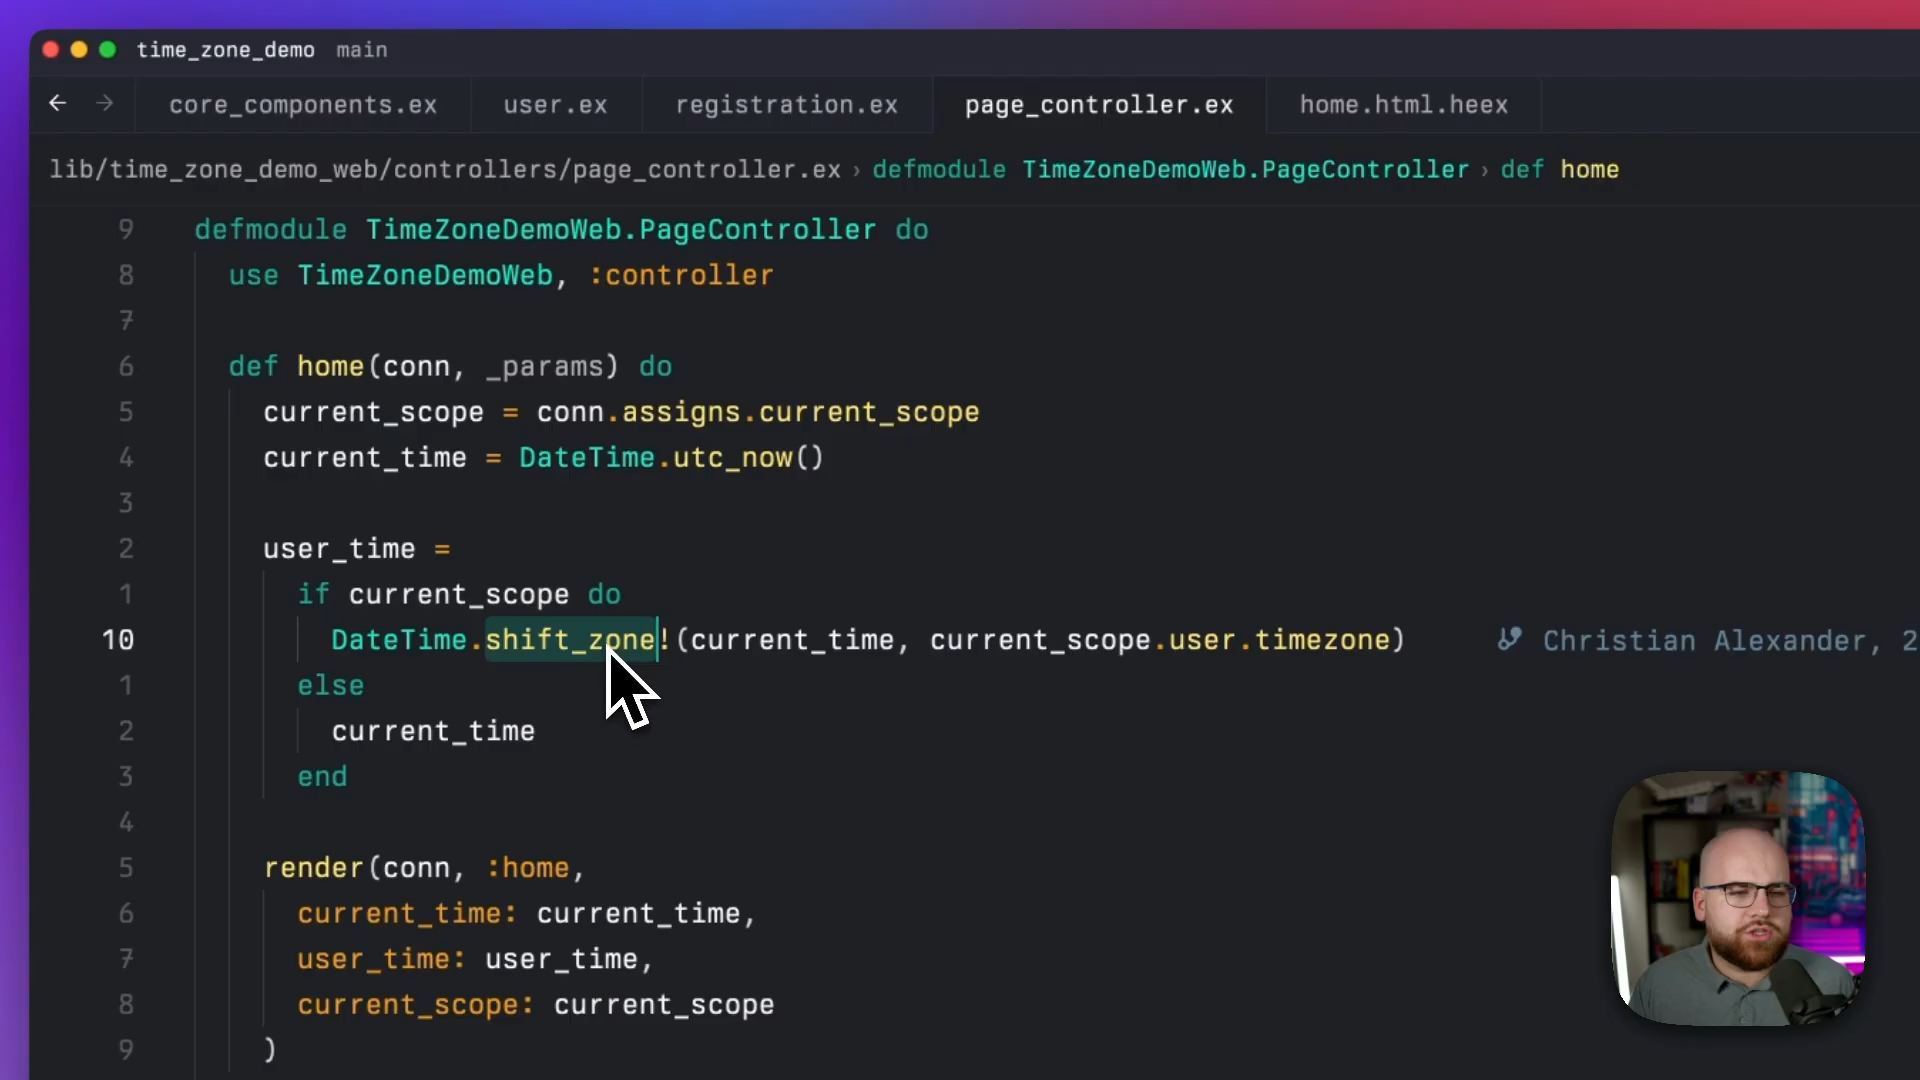 time_zone_demo main
core_components.ex user.ex registration.ex page_controller.ex home.html.heex
lib/time_zone_demo_web/controllers/page_controller.ex › defmodule TimeZoneDemoWeb.PageController › def home
9 defmodule TimeZoneDemoWeb.PageController do
8 use TimeZoneDemoWeb, :controller
7
6 def home(conn, _params) do
5 current_scope = conn.assigns.current_scope
4 current_time = DateTime.utc_now()
3
2 user_time =
1 if current_scope do
10 DateTime.shift_zone!(current_time, current_scope.user.timezone) Christian Alexander, 2
1 else
2 current_time
3 end
4
5 render(conn, :home,
6 current_time: current_time,
7 user_time: user_time,
8 current_scope: current_scope
9 )